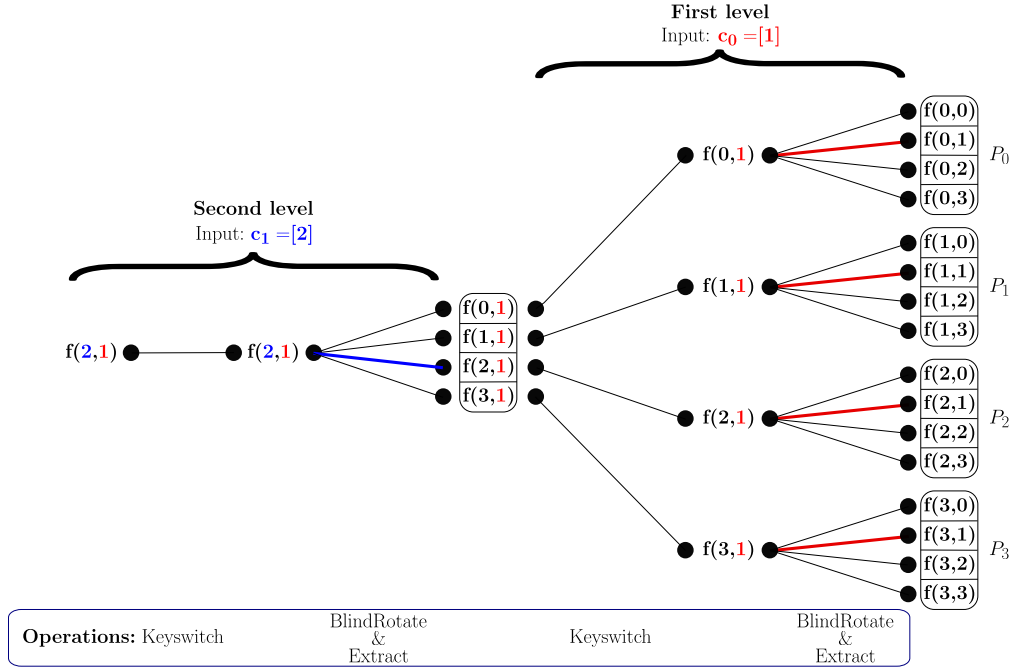 First level
Input: c₀ =[1]
f(0,0)
f(0,1)
f(0,2)
f(0,3)
P₀
f(0,1)
Second level
Input: c₁ =[2]
f(1,0)
f(1,1)
f(1,2)
f(1,3)
P₁
f(1,1)
f(2,1)
f(2,1)
f(0,1)
f(1,1)
f(2,1)
f(3,1)
f(2,0)
f(2,1)
f(2,2)
f(2,3)
P₂
f(2,1)
f(3,0)
f(3,1)
f(3,2)
f(3,3)
P₃
f(3,1)
Operations: Keyswitch
BlindRotate
&
Extract
Keyswitch
BlindRotate
&
Extract